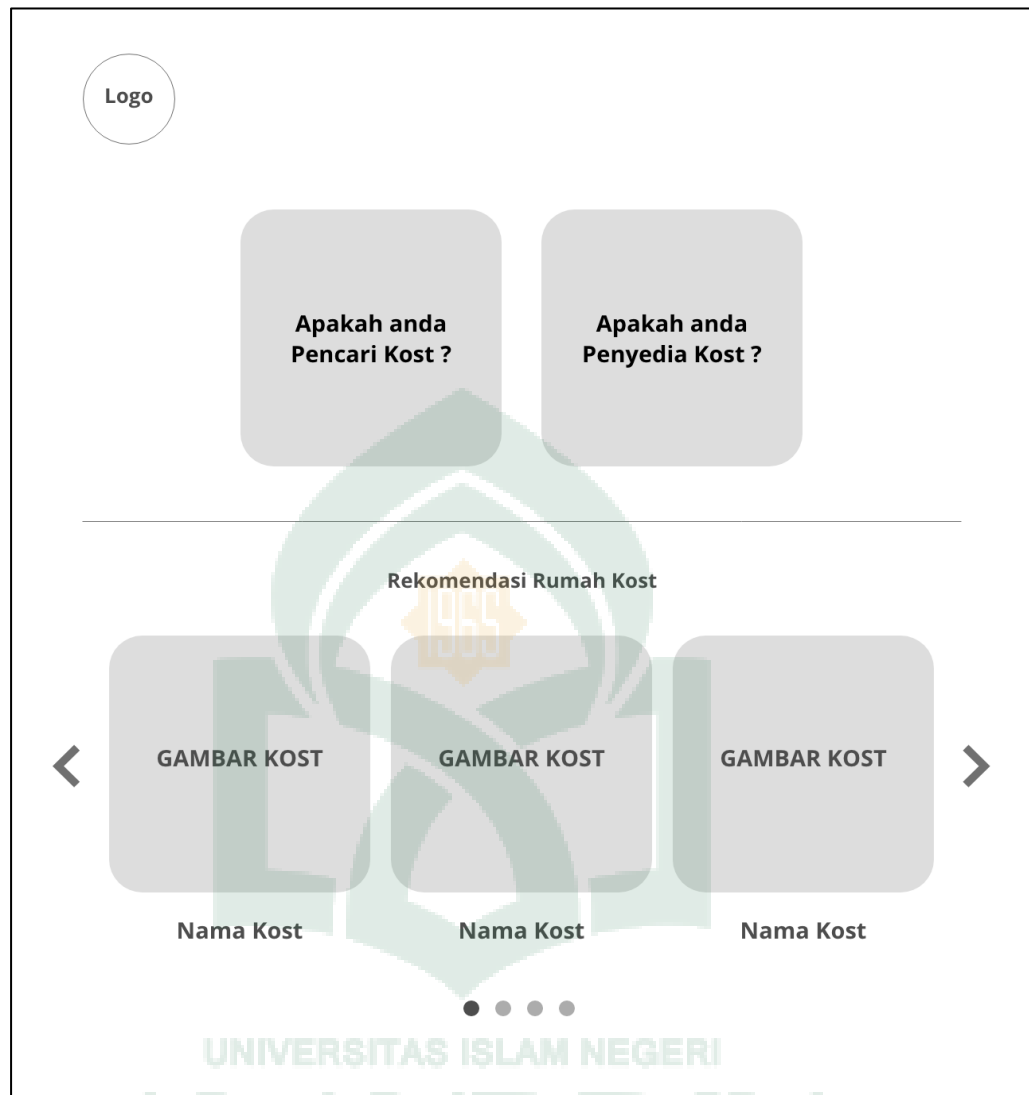 Logo
Apakah anda
Pencari Kost ?
Apakah anda
Penyedia Kost ?
Rekomendasi Rumah Kost
1965
GAMBAR KOST
GAMBAR KOST
GAMBAR KOST
Nama Kost
Nama Kost
Nama Kost
UNIVERSITAS ISLAM NEGERI